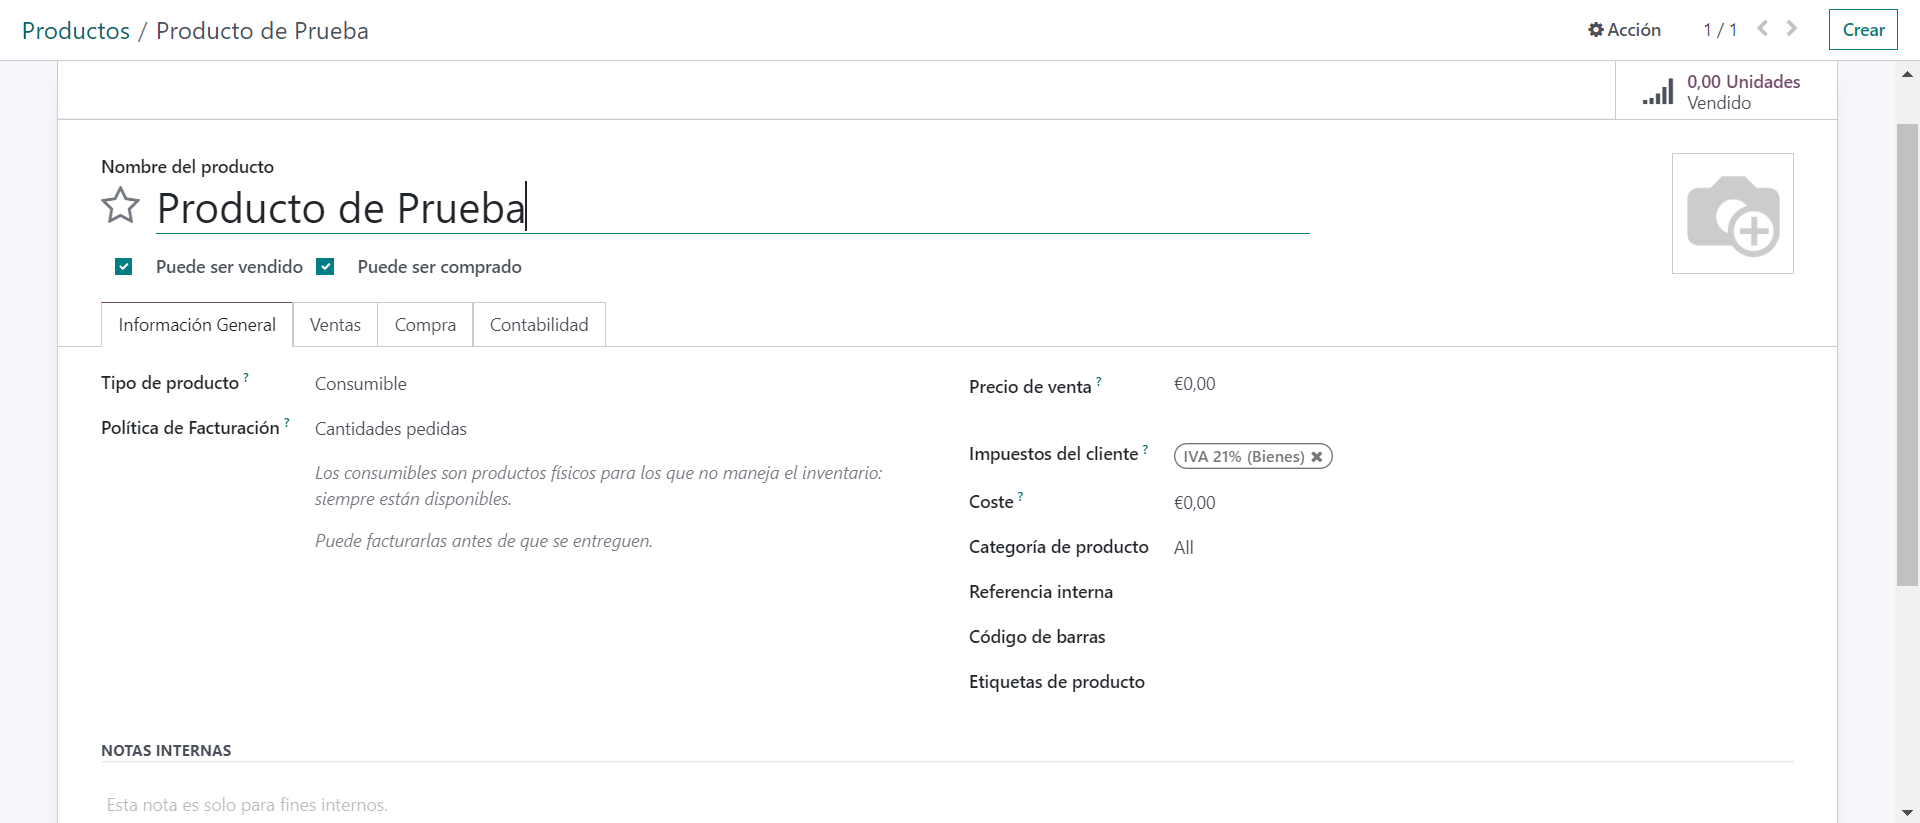 Productos / Producto de Prueba
Acción
1 / 1
Crear
0,00 Unidades
Vendido
Nombre del producto
Producto de Prueba
Puede ser vendido
Puede ser comprado
Información General
Ventas
Compra
Contabilidad
Tipo de producto ?
Consumible
Política de Facturación ?
Cantidades pedidas
Los consumibles son productos físicos para los que no maneja el inventario:
siempre están disponibles.
Puede facturarlas antes de que se entreguen.
Precio de venta ?
€0,00
Impuestos del cliente ?
IVA 21% (Bienes)
Coste ?
€0,00
Categoría de producto
All
Referencia interna
Código de barras
Etiquetas de producto
NOTAS INTERNAS
Esta nota es solo para fines internos.